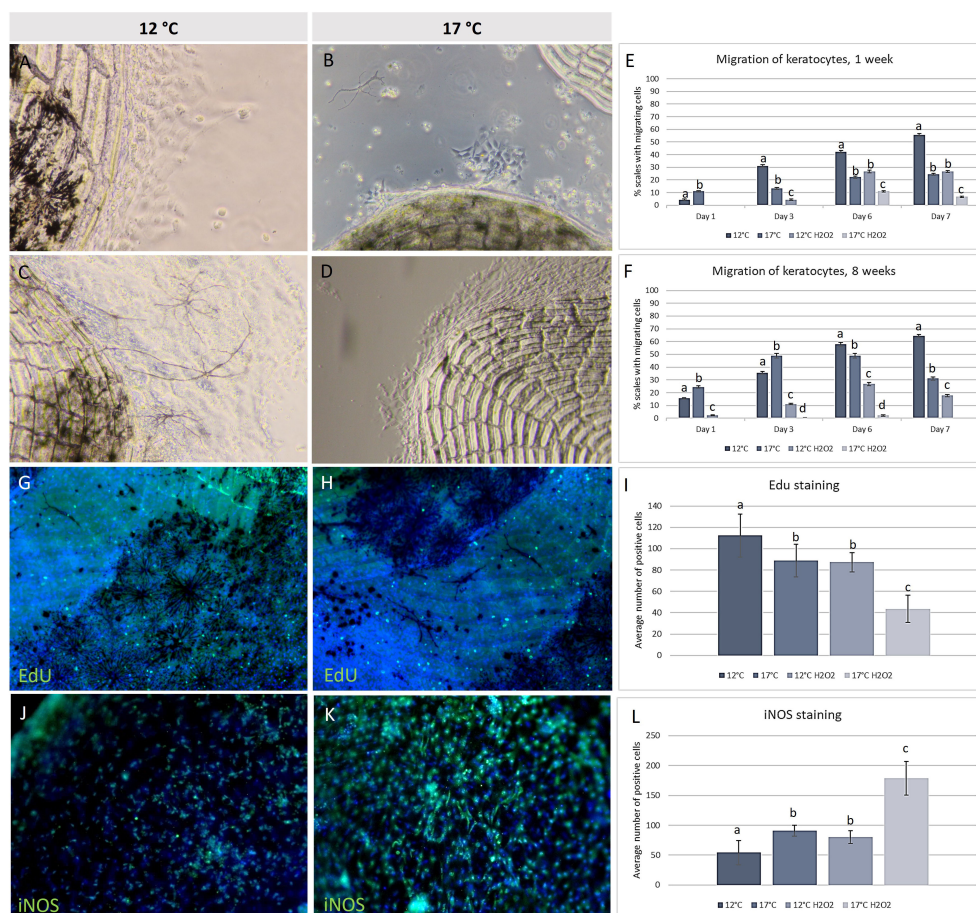 12 °C
17 °C
A
B
E
Migration of keratocytes, 1 week
% scales with migrating cells
100
90
80
70
60
50
40
30
20
10
0
a
b
a
b
c
a
b
b
c
a
b
b
c
Day 1
Day 3
Day 6
Day 7
12°C
17°C
12°C H2O2
17°C H2O2
C
D
F
Migration of keratocytes, 8 weeks
% scales with migrating cells
100
90
80
70
60
50
40
30
20
10
0
a
b
c
a
b
c
d
a
b
c
d
a
b
c
Day 1
Day 3
Day 6
Day 7
12°C
17°C
12°C H2O2
17°C H2O2
G
EdU
H
EdU
I
Edu staining
Average number of positive cells
140
120
100
80
60
40
20
0
a
b
b
c
12°C
17°C
12°C H2O2
17°C H2O2
J
iNOS
K
iNOS
L
iNOS staining
Average number of positive cells
250
200
150
100
50
0
a
b
b
c
12°C
17°C
12°C H2O2
17°C H2O2